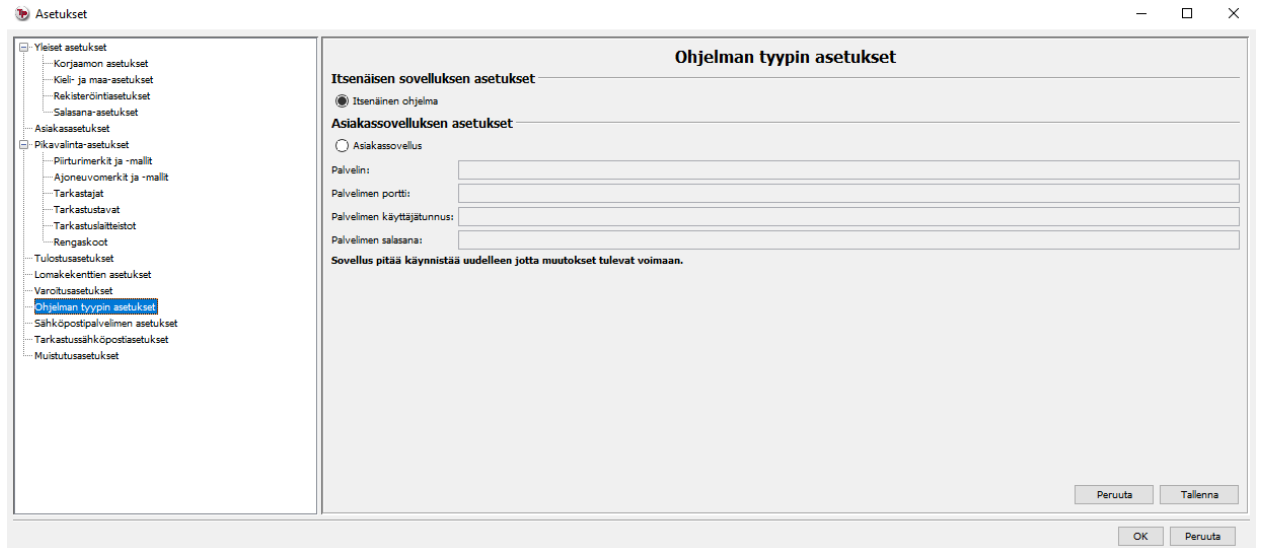 Asetukset
Yleiset asetukset
Korjaamon asetukset
Kieli- ja maa-asetukset
Rekisteröintiasetukset
Salasana-asetukset
Asiakasasetukset
Pikavalinta-asetukset
Piirturimerkit ja -mallit
Ajoneuvomerkit ja -mallit
Tarkastajat
Tarkastustavat
Tarkastuslaitteistot
Rengaskoot
Tulostusasetukset
Lomakekenttien asetukset
Varoitusasetukset
Ohjelman tyypin asetukset
Sähköpostipalvelimen asetukset
Tarkastussähköpostiasetukset
Muistutusasetukset
Ohjelman tyypin asetukset
Itsenäisen sovelluksen asetukset
Itsenäinen ohjelma
Asiakassovelluksen asetukset
Asiakassovellus
Palvelin:
Palvelimen portti:
Palvelimen käyttäjätunnus:
Palvelimen salasana:
Sovellus pitää käynnistää uudelleen jotta muutokset tulevat voimaan.
Peruuta Tallenna
OK Peruuta